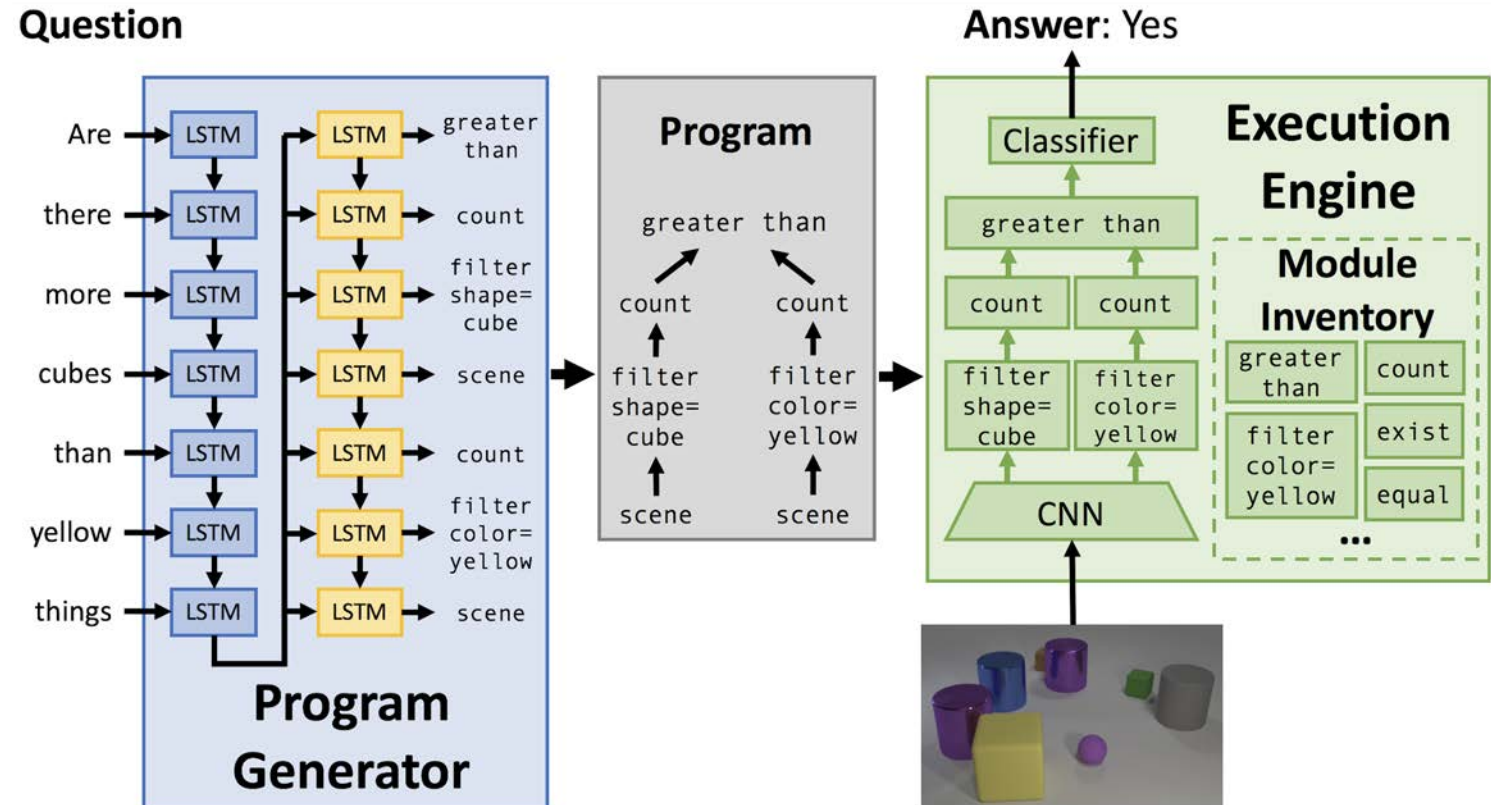 Question
Answer: Yes
Are
LSTM
LSTM
greater
than
there
LSTM
LSTM
count
more
LSTM
LSTM
filter
shape=
cube
cubes
LSTM
LSTM
scene
than
LSTM
LSTM
count
yellow
LSTM
LSTM
filter
color=
yellow
things
LSTM
LSTM
scene
Program
Generator
Program
greater than
count
count
filter
shape=
cube
filter
color=
yellow
scene
scene
Execution
Engine
Classifier
greater than
count
count
filter
shape=
cube
filter
color=
yellow
CNN
Module
Inventory
greater
than
count
filter
color=
yellow
exist
equal
...